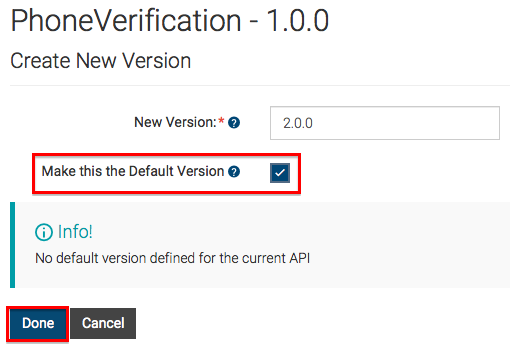 PhoneVerification - 1.0.0
Create New Version
New Version:* ? 2.0.0
Make this the Default Version ?
Info!
No default version defined for the current API
Done Cancel